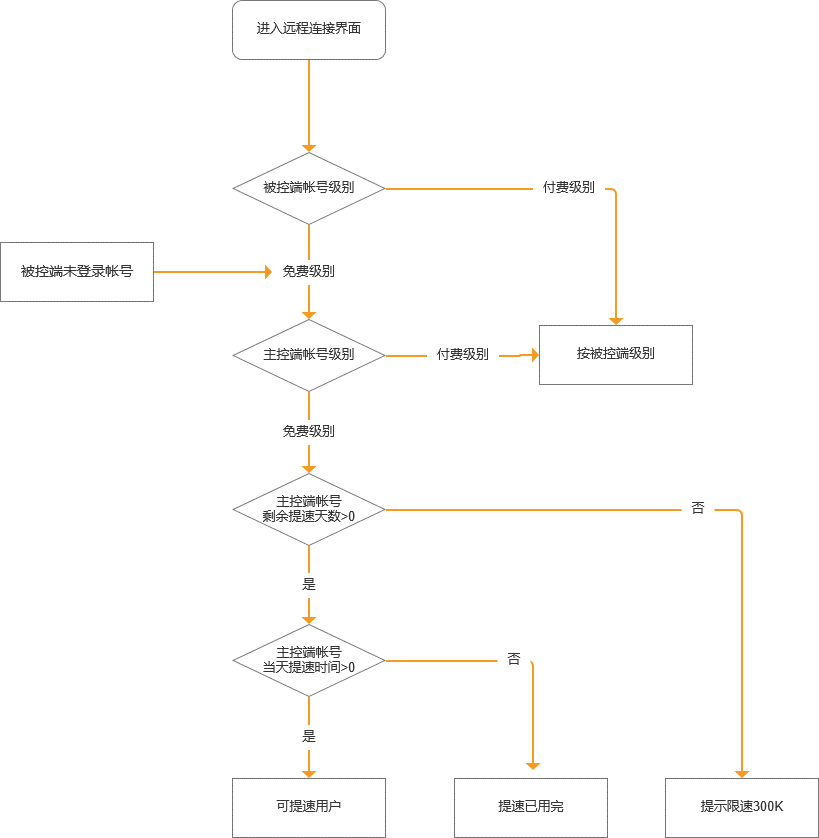 进入远程连接界面
被控端帐号级别
付费级别
被控端未登录帐号
免费级别
主控端帐号级别
付费级别
按被控端级别
免费级别
主控端帐号
剩余提速天数>0
否
是
主控端帐号
当天提速时间>0
否
是
可提速用户
提速已用完
提示限速300K